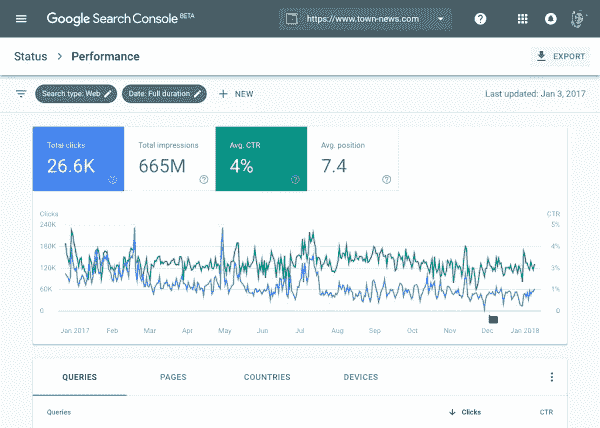 Google Search Console BETA
https://www.town-news.com
Status > Performance
EXPORT
Search type: Web
Date: Full duration
+ NEW
Last updated: Jan 3, 2017
Total clicks
26.6K
Total impressions
665M
Avg. CTR
4%
Avg. position
7.4
Clicks
CTR
240K
5%
180K
4%
120K
3%
60K
1%
0
0
Jan 2017 Feb Mar Apr May Jun Jul Aug Sep Oct Nov Dec Jan 2018
QUERIES PAGES COUNTRIES DEVICES
Queries
Clicks
CTR